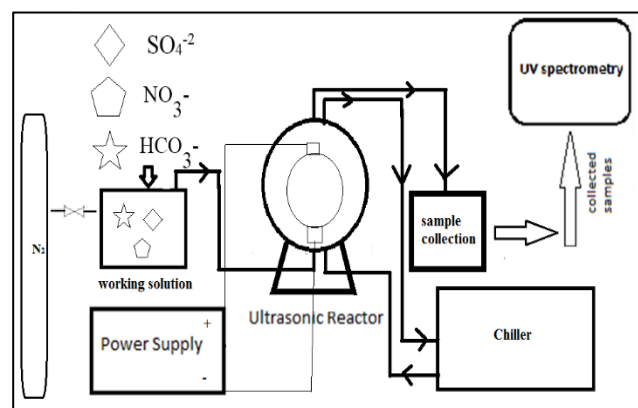 SO₄⁻²
NO₃-
HCO₃-
N₂
working solution
Power Supply
+
-
Ultrasonic Reactor
sample
collection
collected
samples
UV spectrometry
Chiller